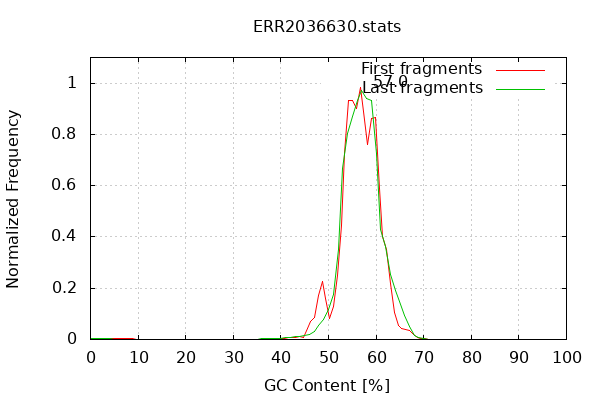 ERR2036630.stats
First fragments
57.0
Last fragments
Normalized Frequency
1
0.8
0.6
0.4
0.2
0
0 10 20 30 40 50 60 70 80 90 100
GC Content [%]